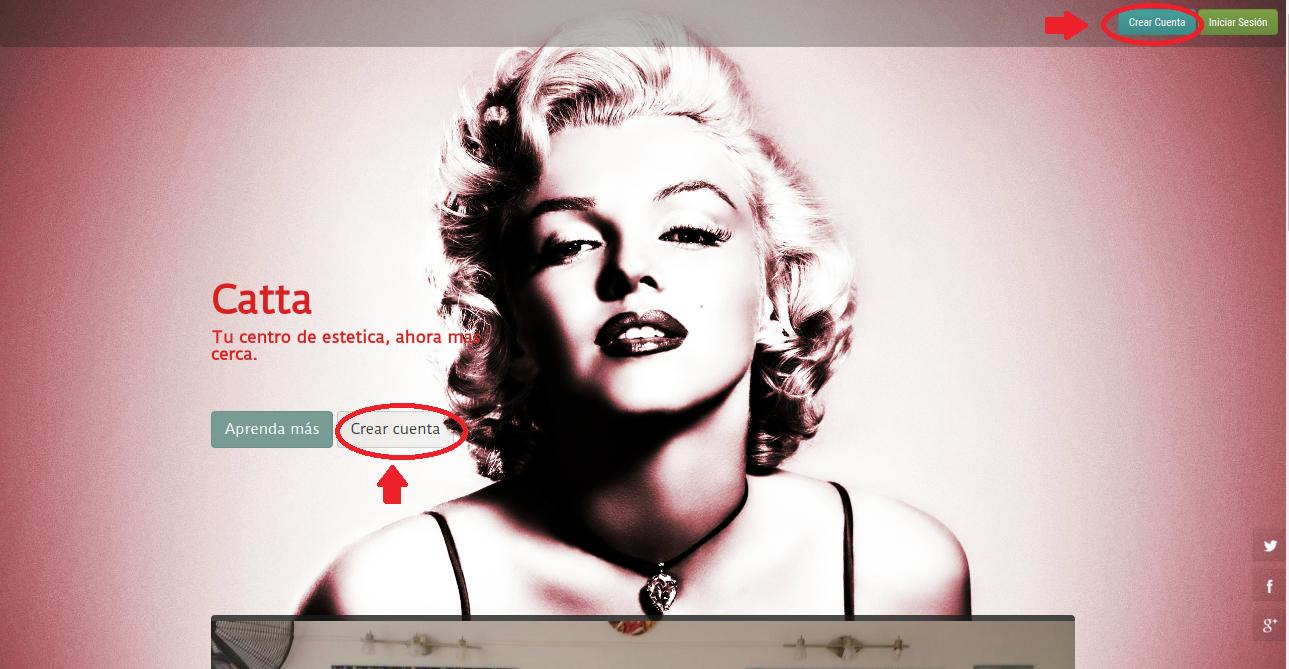 Crear Cuenta
Iniciar Sesión
Catta
Tu centro de estetica, ahora mas
cerca.
Aprenda más
Crear cuenta
g+